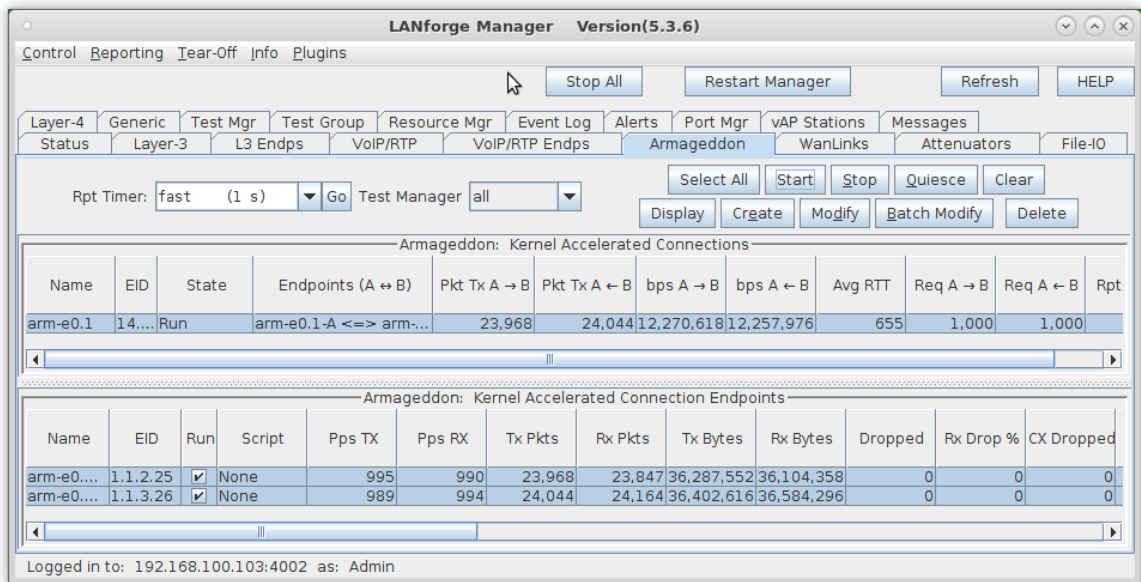 LANforge Manager Version(5.3.6)
Control Reporting Tear-Off Info Plugins
Stop All Restart Manager Refresh HELP
Layer-4 Generic Test Mgr Test Group Resource Mgr Event Log Alerts Port Mgr vAP Stations Messages
Status Layer-3 L3 Endps VoIP/RTP VoIP/RTP Endps Armageddon WanLinks Attenuators File-IO
Select All Start Stop Quiesce Clear
Rpt Timer: fast (1 s) Go Test Manager all
Display Create Modify Batch Modify Delete
Armageddon: Kernel Accelerated Connections
Name EID State Endpoints (A ↔ B) Pkt Tx A → B Pkt Tx A ← B bps A → B bps A ← B Avg RTT Req A → B Req A ← B Rpt
arm-e0.1 14.... Run arm-e0.1-A <=> arm-... 23,968 24,044 12,270,618 12,257,976 655 1,000 1,000
Armageddon: Kernel Accelerated Connection Endpoints
Name EID Run Script Pps TX Pps RX Tx Pkts Rx Pkts Tx Bytes Rx Bytes Dropped Rx Drop % CX Dropped
arm-e0.... 1.1.2.25 None 995 990 23,968 23,847 36,287,552 36,104,358 0 0 0
arm-e0.... 1.1.3.26 None 989 994 24,044 24,164 36,402,616 36,584,296 0 0 0
Logged in to: 192.168.100.103:4002 as: Admin